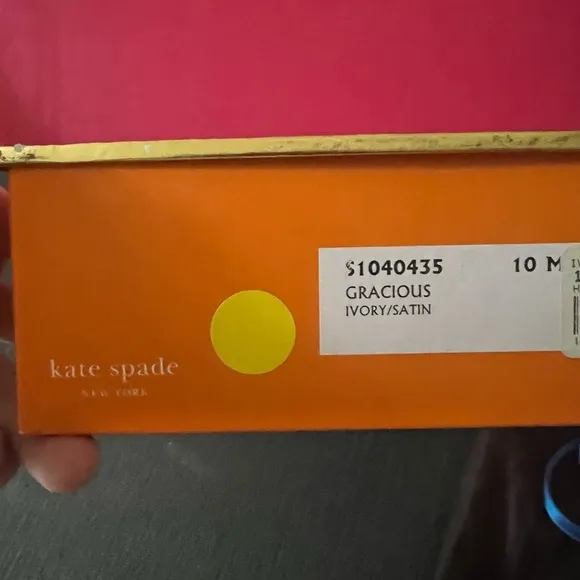 S1040435 10 M
GRACIOUS
IVORY/SATIN
kate spade
NEW YORK